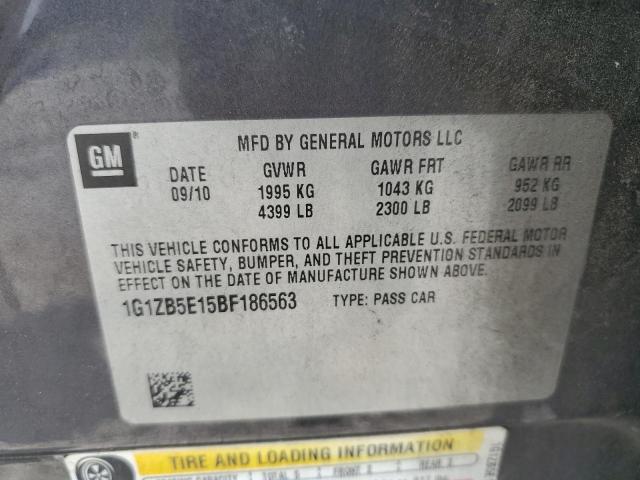 GM
MFD BY GENERAL MOTORS LLC
DATE GVWR GAWR FRT GAWR RR
09/10 1995 KG 1043 KG 952 KG
4399 LB 2300 LB 2099 LB
THIS VEHICLE CONFORMS TO ALL APPLICABLE U.S. FEDERAL MOTOR
VEHICLE SAFETY, BUMPER, AND THEFT PREVENTION STANDARDS IN
EFFECT ON THE DATE OF MANUFACTURE SHOWN ABOVE.
1G1ZB5E15BF186563 TYPE: PASS CAR
TIRE AND LOADING INFORMATION